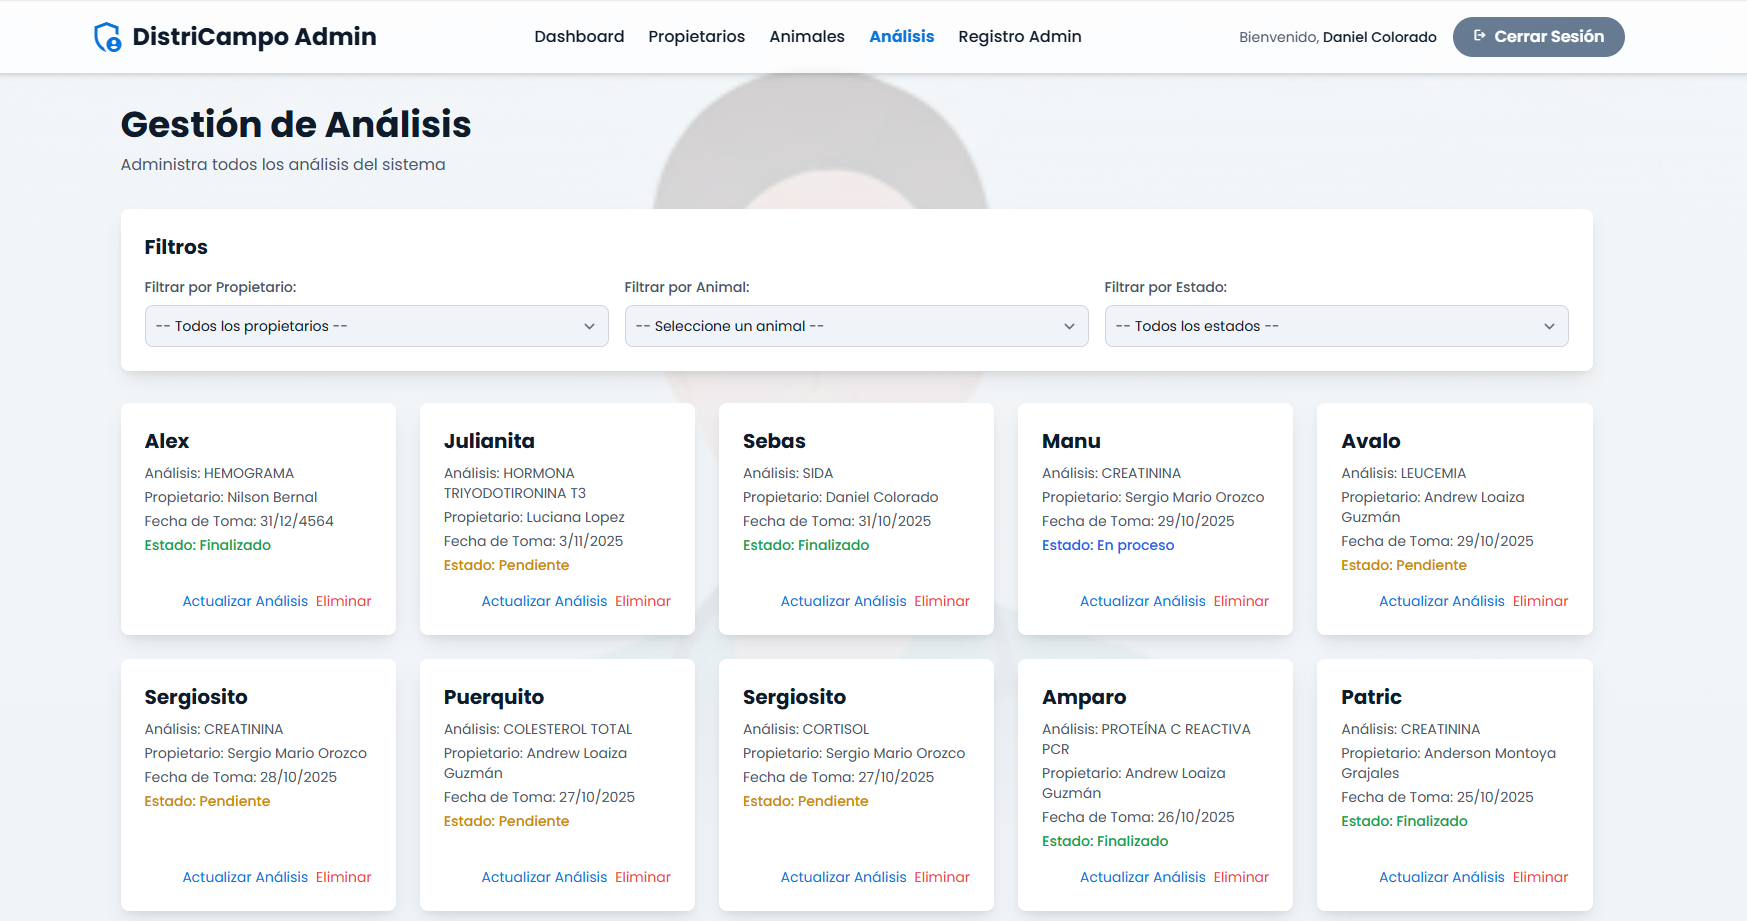 DistriCampo Admin
Dashboard
Propietarios
Animales
Análisis
Registro Admin
Bienvenido, Daniel Colorado
Cerrar Sesión
Gestión de Análisis
Administra todos los análisis del sistema
Filtros
Filtrar por Propietario:
-- Todos los propietarios --
Filtrar por Animal:
-- Seleccione un animal --
Filtrar por Estado:
-- Todos los estados --
Alex
Análisis: HEMOGRAMA
Propietario: Nilson Bernal
Fecha de Toma: 31/12/4564
Estado: Finalizado
Actualizar Análisis Eliminar
Julianita
Análisis: HORMONA
TRIYODOTIRONINA T3
Propietario: Luciana Lopez
Fecha de Toma: 3/11/2025
Estado: Pendiente
Actualizar Análisis Eliminar
Sebas
Análisis: SIDA
Propietario: Daniel Colorado
Fecha de Toma: 31/10/2025
Estado: Finalizado
Actualizar Análisis Eliminar
Manu
Análisis: CREATININA
Propietario: Sergio Mario Orozco
Fecha de Toma: 29/10/2025
Estado: En proceso
Actualizar Análisis Eliminar
Avalo
Análisis: LEUCEMIA
Propietario: Andrew Loaiza
Guzmán
Fecha de Toma: 29/10/2025
Estado: Pendiente
Actualizar Análisis Eliminar
Sergiosito
Análisis: CREATININA
Propietario: Sergio Mario Orozco
Fecha de Toma: 28/10/2025
Estado: Pendiente
Actualizar Análisis Eliminar
Puerquito
Análisis: COLESTEROL TOTAL
Propietario: Andrew Loaiza
Guzmán
Fecha de Toma: 27/10/2025
Estado: Pendiente
Actualizar Análisis Eliminar
Sergiosito
Análisis: CORTISOL
Propietario: Sergio Mario Orozco
Fecha de Toma: 27/10/2025
Estado: Pendiente
Actualizar Análisis Eliminar
Amparo
Análisis: PROTEÍNA C REACTIVA
PCR
Propietario: Andrew Loaiza
Guzmán
Fecha de Toma: 26/10/2025
Estado: Finalizado
Actualizar Análisis Eliminar
Patric
Análisis: CREATININA
Propietario: Anderson Montoya
Grajales
Fecha de Toma: 25/10/2025
Estado: Finalizado
Actualizar Análisis Eliminar